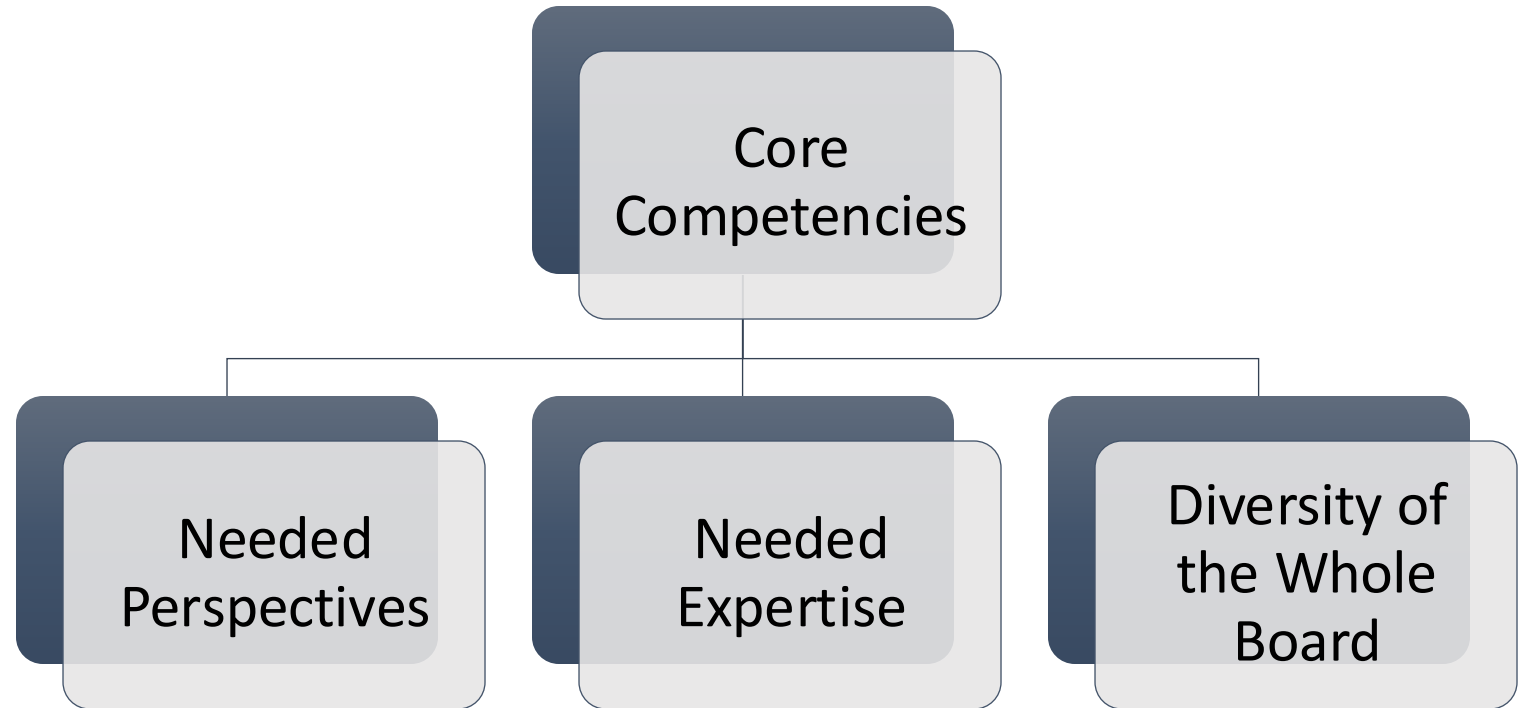 Core
Competencies
Needed
Perspectives
Needed
Expertise
Diversity of
the Whole
Board